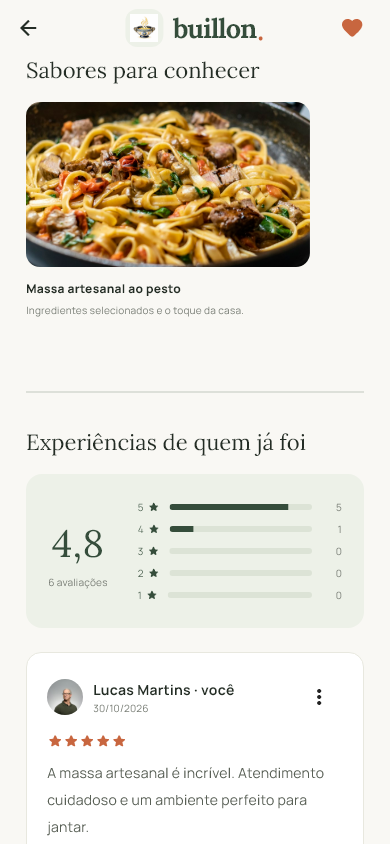 buillon.
Sabores para conhecer
Massa artesanal ao pesto
Ingredientes selecionados e o toque da casa.
Experiências de quem já foi
4,8
6 avaliações
5 5
4 1
3 0
2 0
1 0
Lucas Martins · você
30/10/2026
A massa artesanal é incrível. Atendimento
cuidadoso e um ambiente perfeito para
jantar.